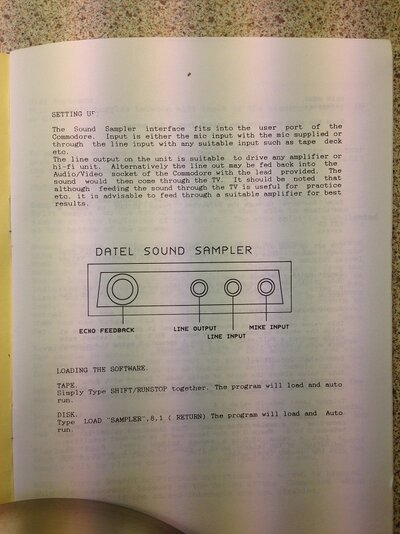 SETTING UP
The Sound Sampler interface fits into the user port of the
Commodore. Input is either the mic input with mic supplied or
through the line input with any suitable input such as tape deck
etc.
The line output on the unit is suitable to drive any amplifier or
hi-fi unit. Alternatively the line out may be fed back into the
Audio/Video socket of the Commodore with the lead provided. The
sound would then come through the TV. It should be noted that
although feeding the sound through the TV is useful for practice
etc. it is advisable to feed through a suitable amplifier for best
results.
DATEL SOUND SAMPLER
ECHO FEEDBACK
LINE OUTPUT
LINE INPUT
MIKE INPUT
LOADING THE SOFTWARE.
TAPE.
Simply Type SHIFT/RUNSTOP together. The program will load and auto
run.
DISK.
Type LOAD "SAMPLER",8,1 ( RETURN) The program will load and Auto
run.